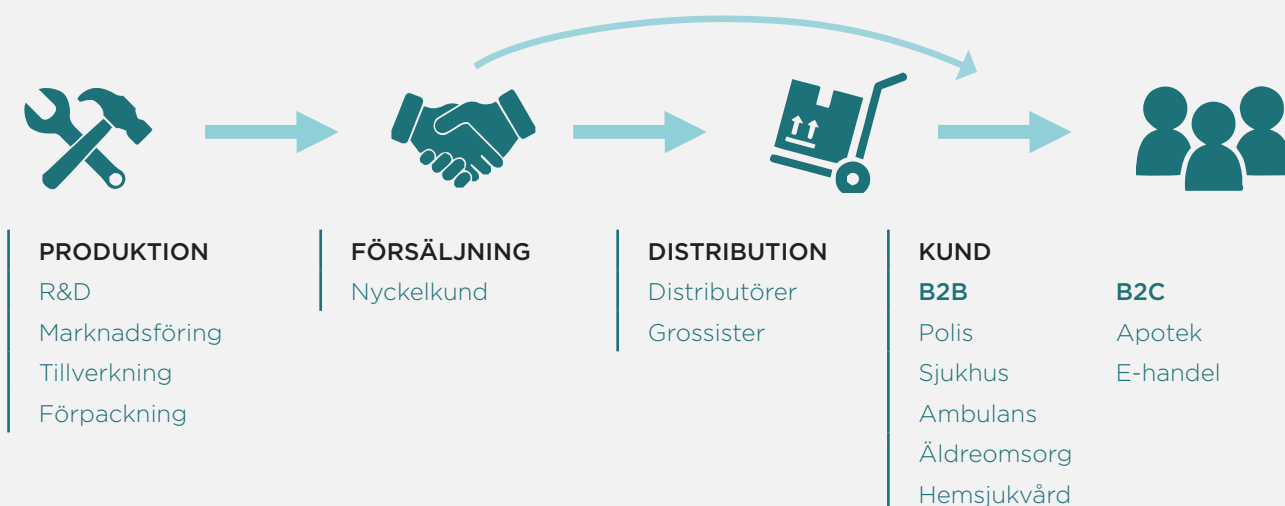 PRODUKTION
R&D
Marknadsföring
Tillverkning
Förpackning
FÖRSÄLJNING
Nyckelkund
DISTRIBUTION
Distributörer
Grossister
KUND
B2B
Polis
Sjukhus
Ambulans
Äldreomsorg
Hemsjukvård
B2C
Apotek
E-handel